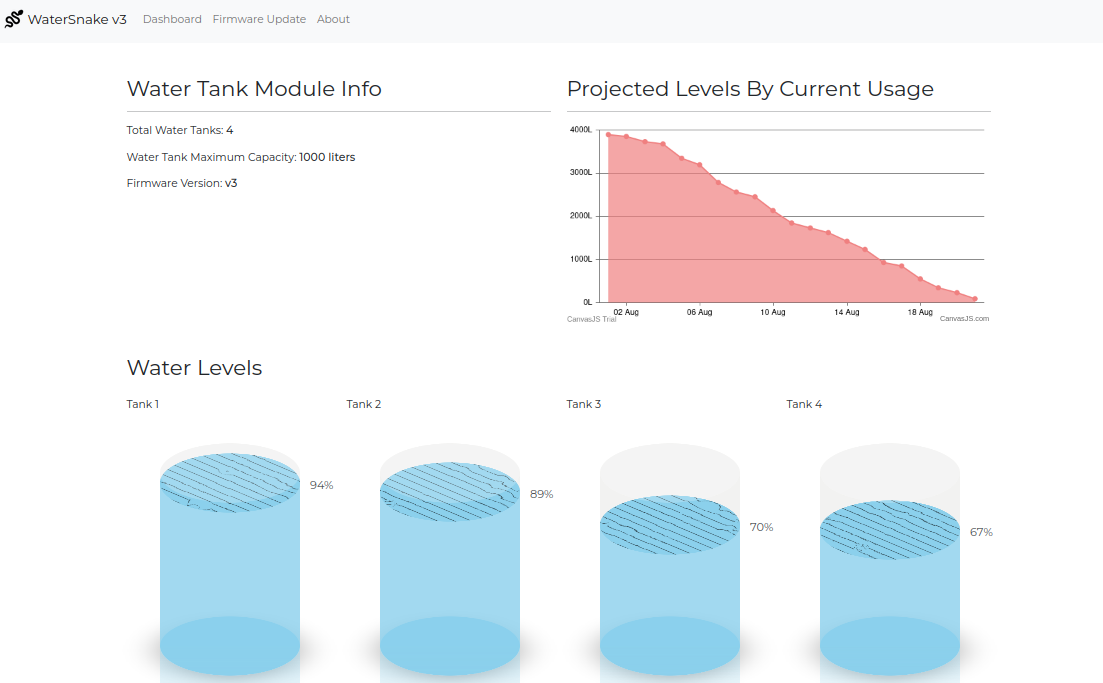 WaterSnake v3 Dashboard Firmware Update About
Water Tank Module Info
Total Water Tanks: 4
Water Tank Maximum Capacity: 1000 liters
Firmware Version: v3
Projected Levels By Current Usage
4000L
3000L
2000L
1000L
0L
02 Aug 06 Aug 10 Aug 14 Aug 18 Aug
CanvasJS Trial CanvasJS.com
Water Levels
Tank 1 Tank 2 Tank 3 Tank 4
94% 89% 70% 67%